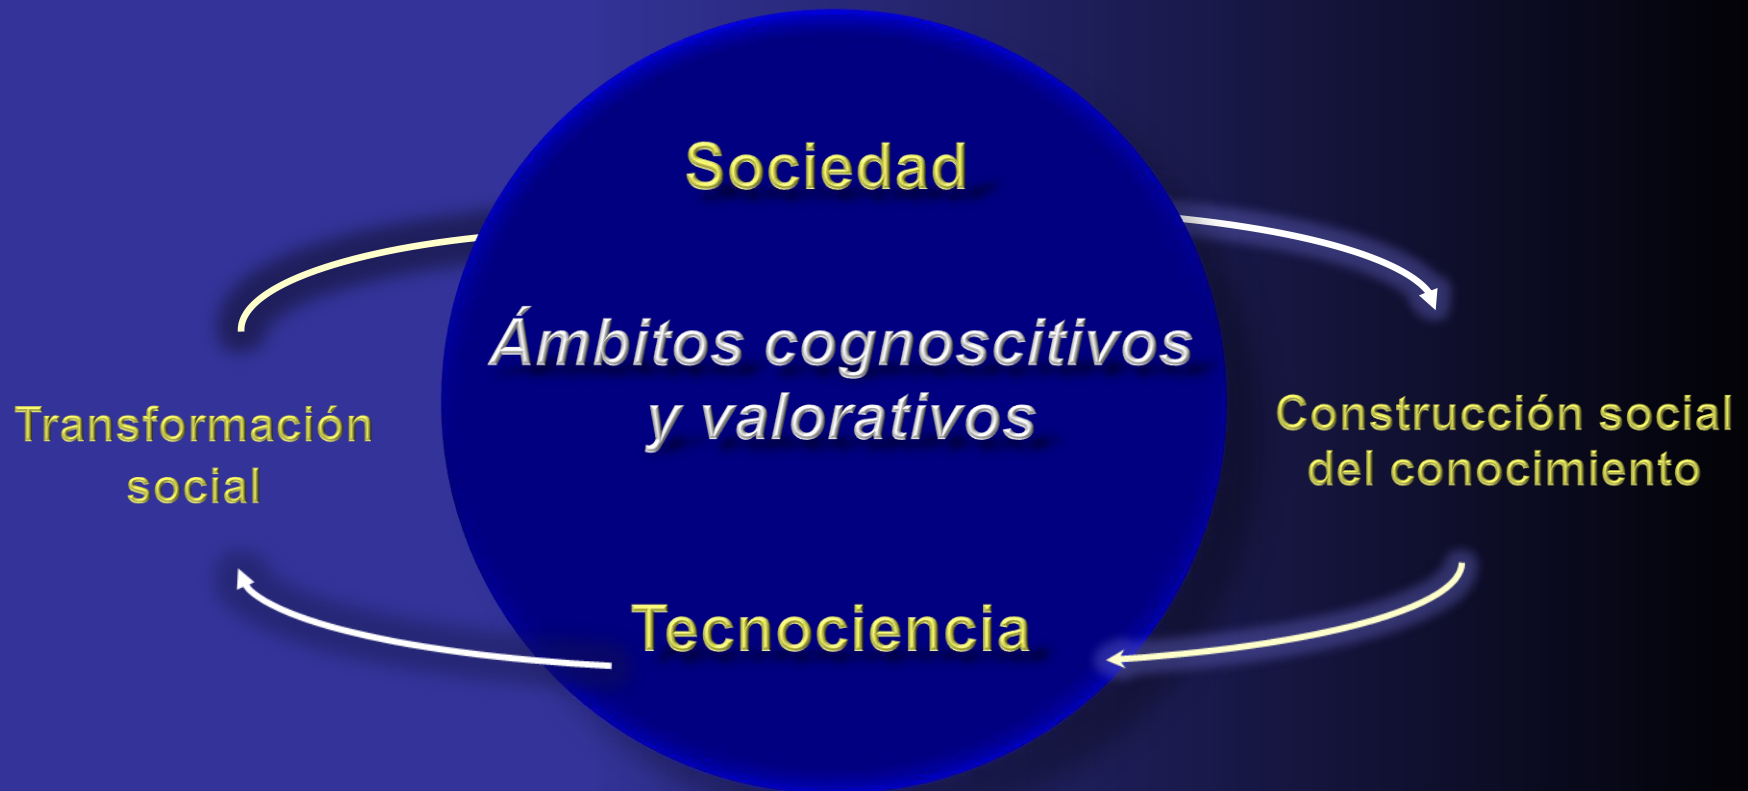 Sociedad
Ámbitos cognoscitivos
y valorativos
Transformación
social
Construcción social
del conocimiento
Tecnociencia